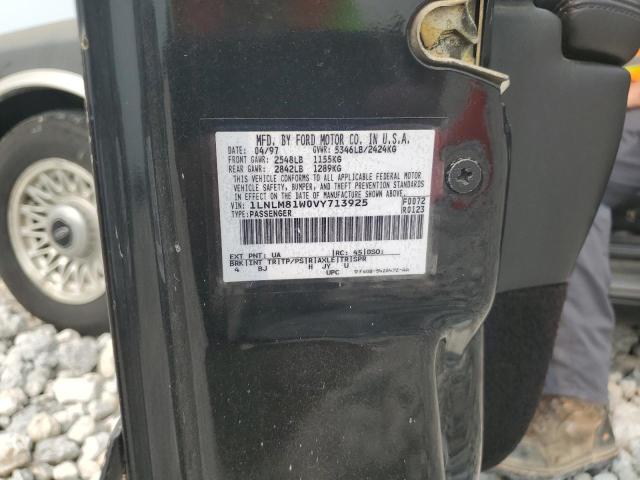 MFD. BY FORD MOTOR CO. IN U.S.A.
DATE: 04/97 GVWR: 5346LB/2424KG
FRONT GAWR: 2548LB 1155KG
REAR GAWR: 2842LB 1289KG
THIS VEHICLE CONFORMS TO ALL APPLICABLE FEDERAL MOTOR
VEHICLE SAFETY, BUMPER, AND THEFT PREVENTION STANDARDS
IN EFFECT ON THE DATE OF MANUFACTURE SHOWN ABOVE.
VIN: 1LNLM81W0VY713925 F0072
TYPE: PASSENGER R0123
EXT PNT: UA RC: 45 DSO:
BRK INT TR TP/PS R AXLE TR SPR
4 BJ H JY U
UPC